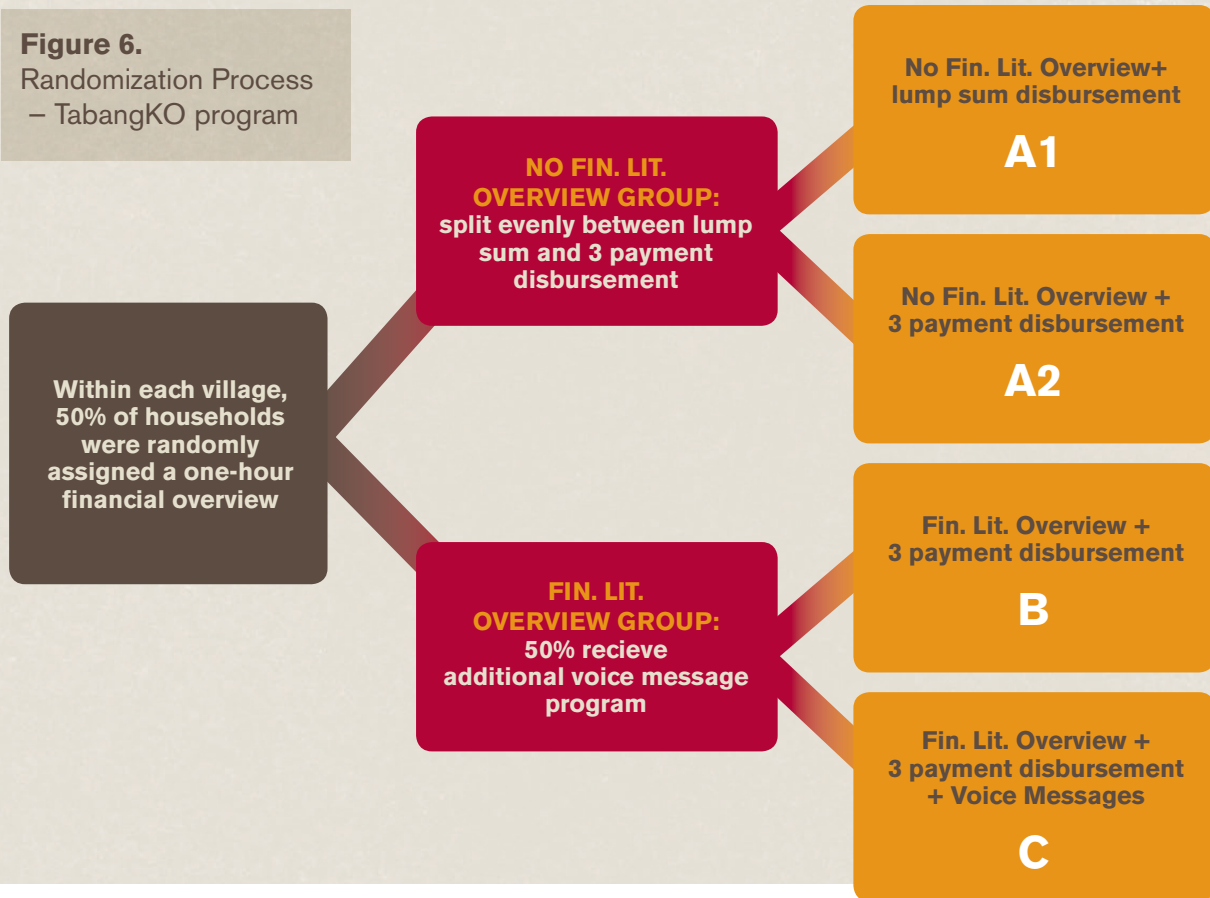 Figure 6.
Randomization Process
– TabangKO program
Within each village,
50% of households
were randomly
assigned a one-hour
financial overview
NO FIN. LIT.
OVERVIEW GROUP:
split evenly between lump
sum and 3 payment
disbursement
FIN. LIT.
OVERVIEW GROUP:
50% recieve
additional voice message
program
No Fin. Lit. Overview+
lump sum disbursement
A1
No Fin. Lit. Overview +
3 payment disbursement
A2
Fin. Lit. Overview +
3 payment disbursement
B
Fin. Lit. Overview +
3 payment disbursement
+ Voice Messages
C